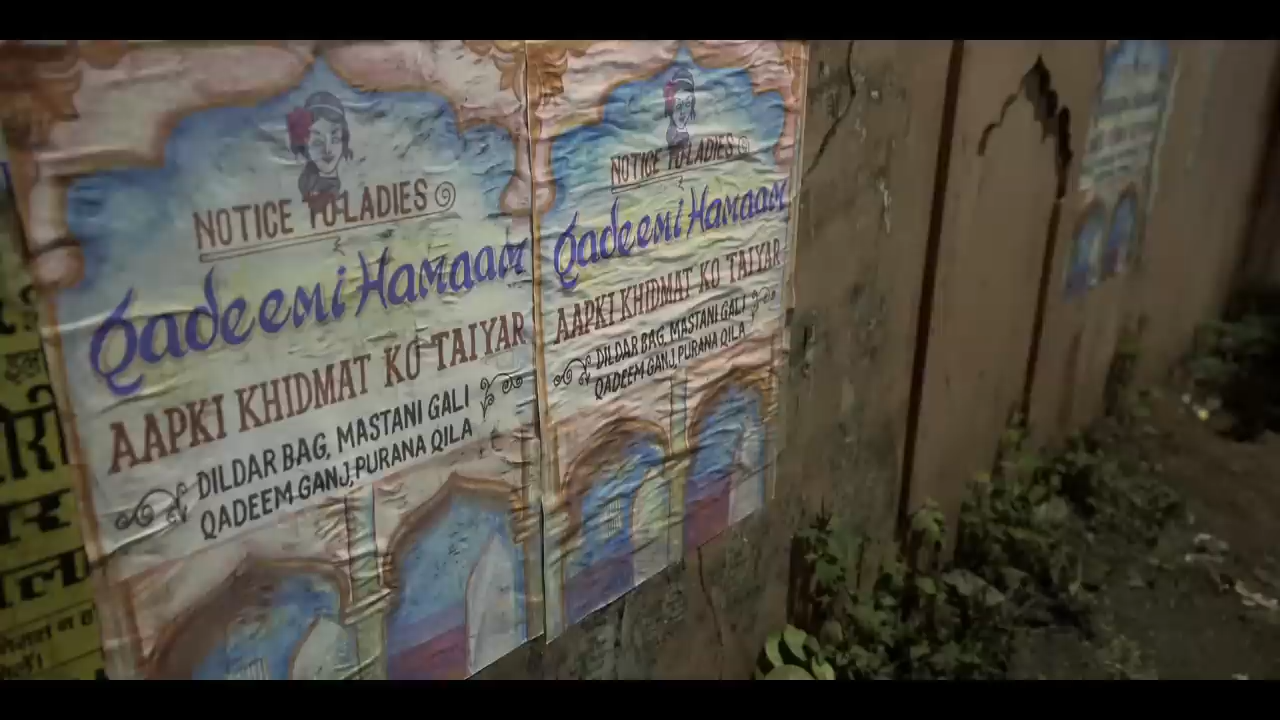 NOTICE TO LADIES
Qadeemi Hamaam
AAPKI KHIDMAT KO TAIYAR
DILDAR BAG, MASTANI GALI
QADEEM GANJ, PURANA QILA
NOTICE TO LADIES
Qadeemi Hamaam
AAPKI KHIDMAT KO TAIYAR
DILDAR BAG, MASTANI GALI
QADEEM GANJ, PURANA QILA